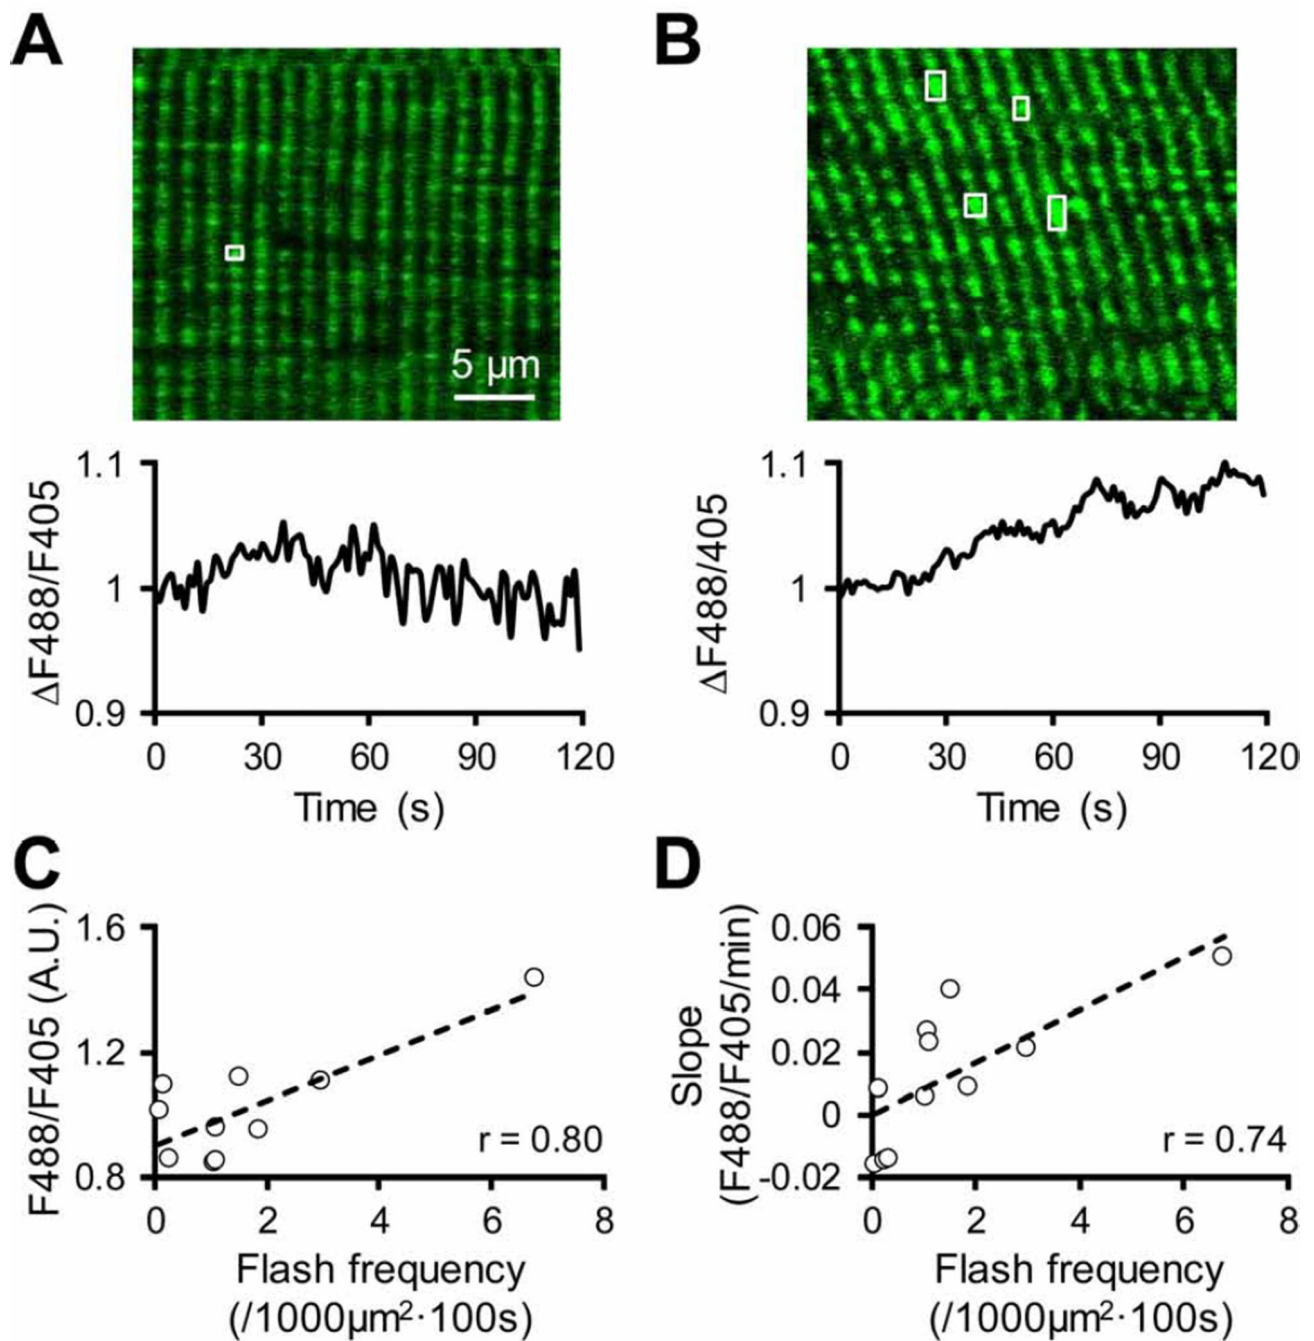 A
B
5 µm
1.1
1
0.9
ΔF488/F405
0 30 60 90 120
Time (s)
1.1
1
0.9
ΔF488/405
0 30 60 90 120
Time (s)
C
1.6
1.2
0.8
F488/F405 (A.U.)
r = 0.80
0 2 4 6 8
Flash frequency
(/1000µm²·100s)
D
0.06
0.04
0.02
0
-0.02
Slope
(F488/F405/min)
r = 0.74
0 2 4 6 8
Flash frequency
(/1000µm²·100s)